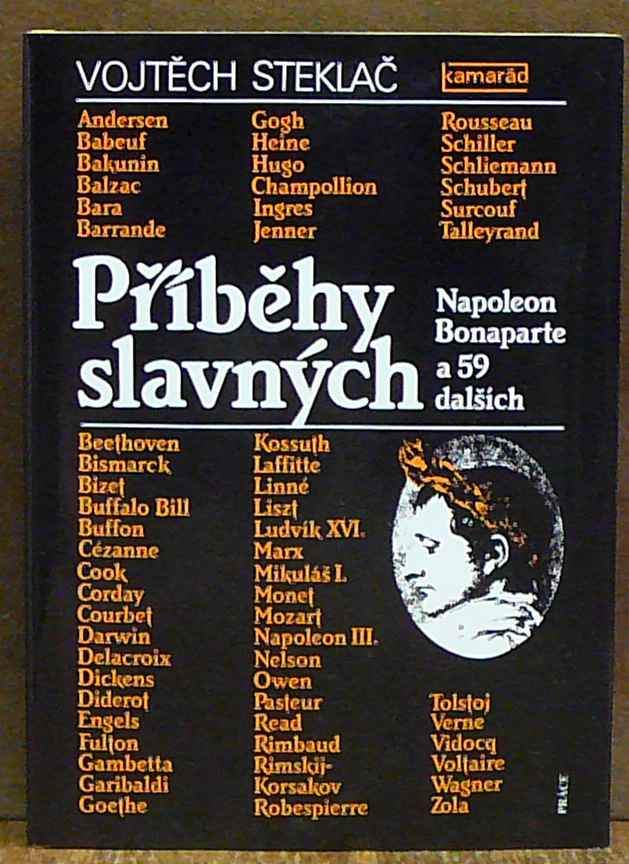 VOJTĚCH STEKLAČ
kamarád
Andersen
Babeuf
Bakunin
Balzac
Bara
Barrande
Gogh
Heine
Hugo
Champollion
Ingres
Jenner
Rousseau
Schiller
Schliemann
Schubert
Surcouf
Talleyrand
Příběhy
slavných
Napoleon
Bonaparte
a 59
dalších
Beethoven
Bismarck
Bizet
Buffalo Bill
Buffon
Cézanne
Cook
Corday
Courbet
Darwin
Delacroix
Dickens
Diderot
Engels
Fulton
Gambetta
Garibaldi
Goethe
Kossuth
Laffitte
Linné
Liszt
Ludvík XVI.
Marx
Mikuláš I.
Monet
Mozart
Napoleon III.
Nelson
Owen
Pasteur
Read
Rimbaud
Rimskij-
Korsakov
Robespierre
Tolstoj
Verne
Vidocq
Voltaire
Wagner
Zola
PRÁCE